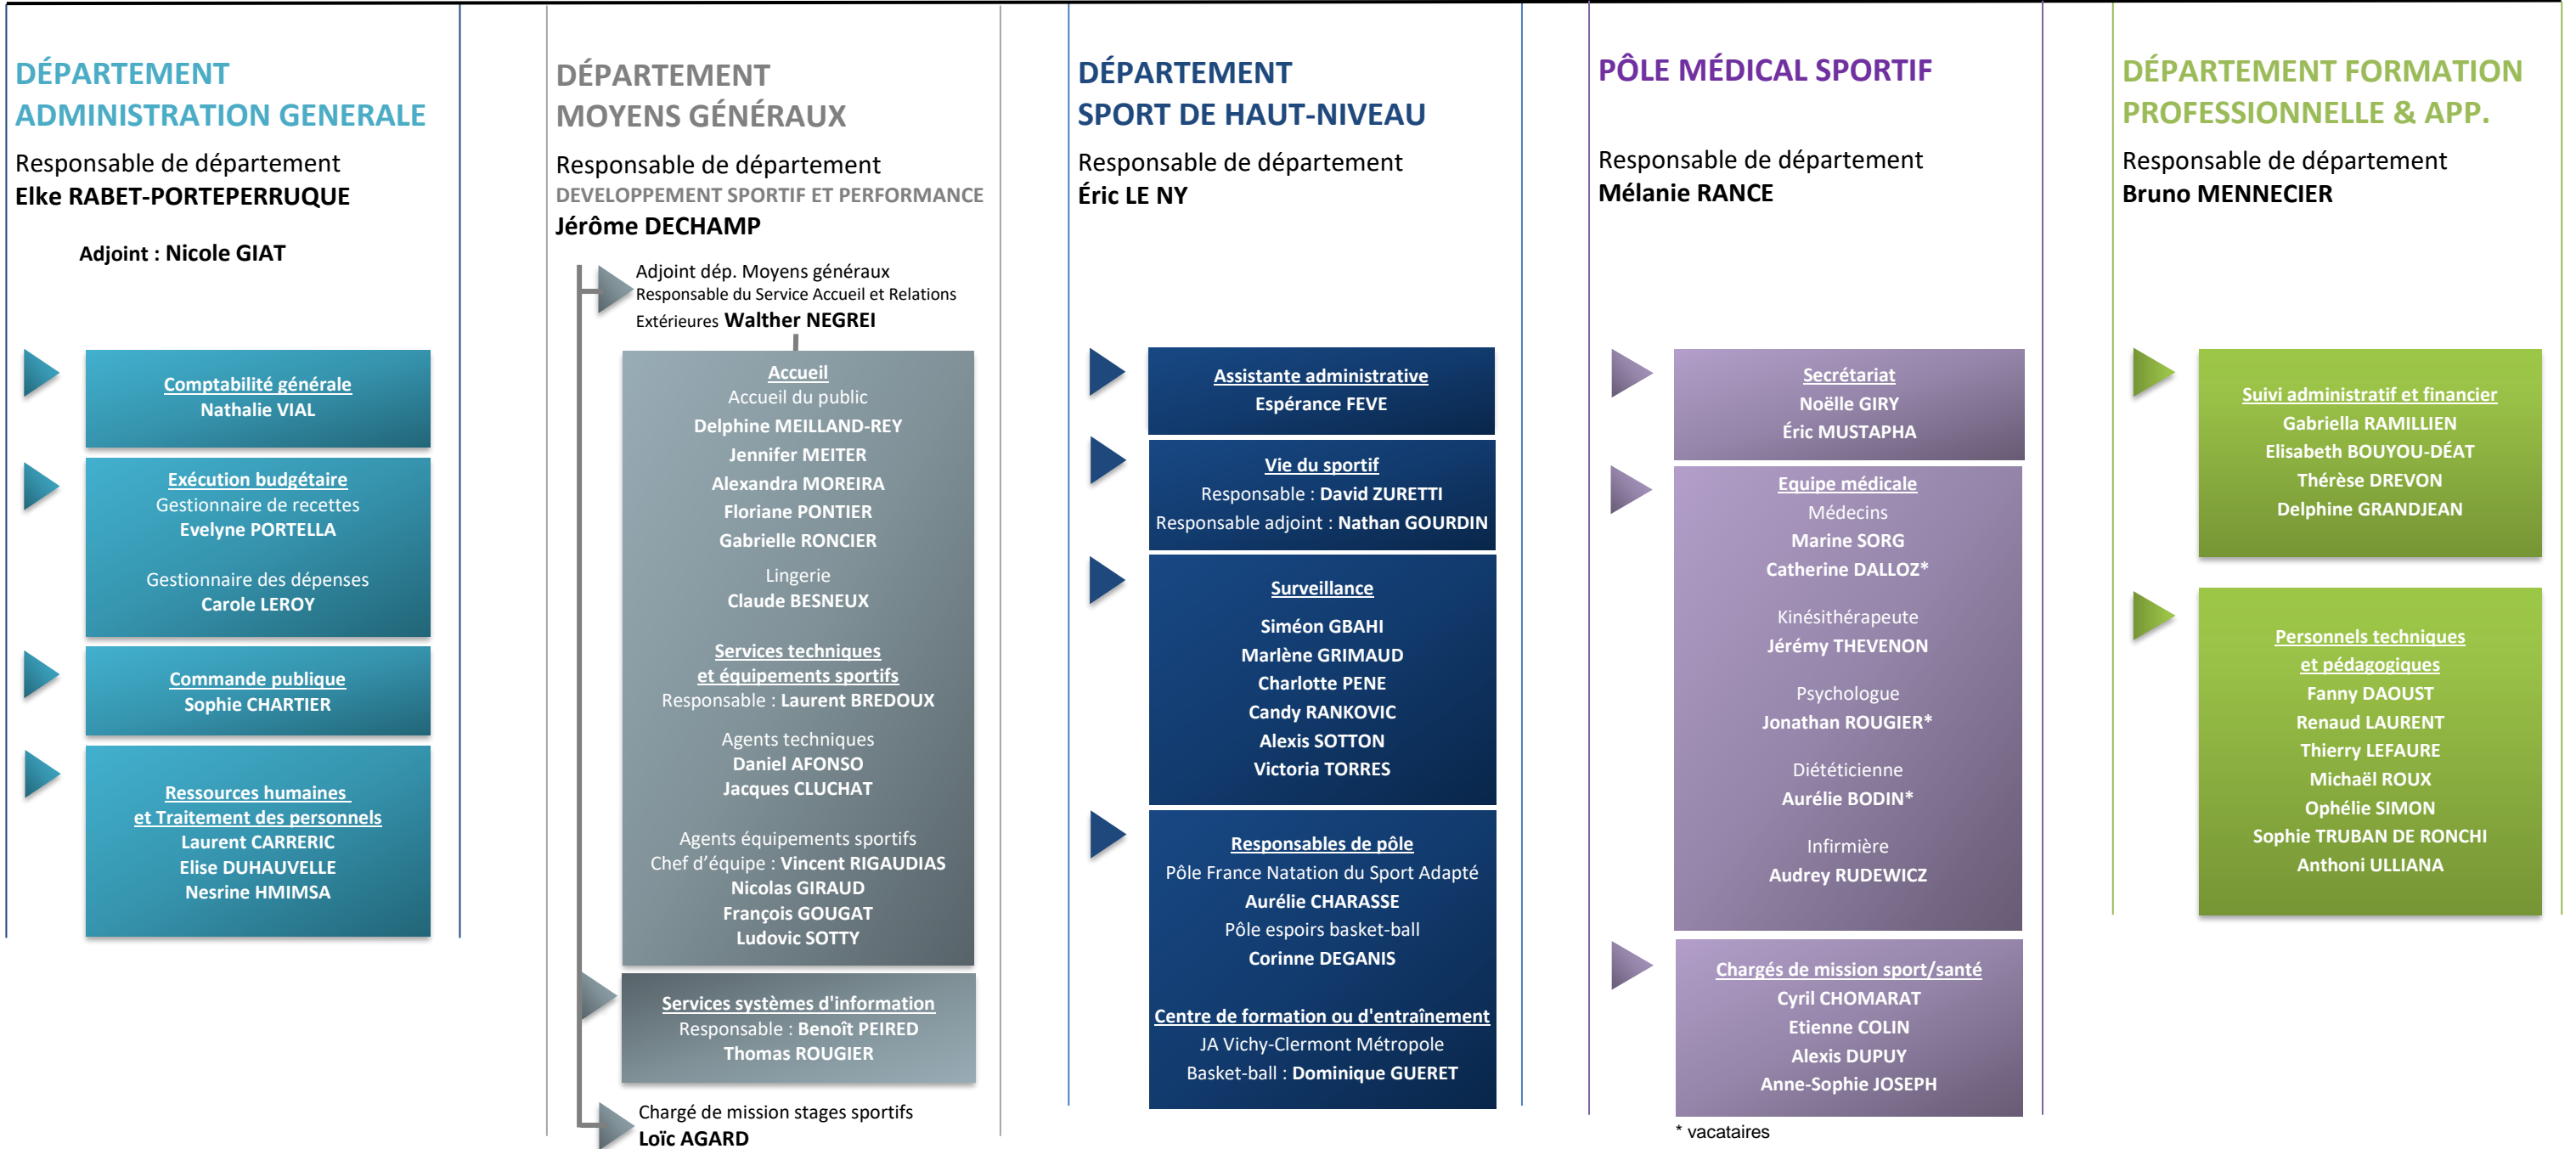 DÉPARTEMENT
ADMINISTRATION GENERALE
Responsable de département
Elke RABET-PORTEPERRUQUE
Adjoint : Nicole GIAT
Comptabilité générale
Nathalie VIAL
Exécution budgétaire
Gestionnaire de recettes
Evelyne PORTELLA
Gestionnaire des dépenses
Carole LEROY
Commande publique
Sophie CHARTIER
Ressources humaines
et Traitement des personnels
Laurent CARRERIC
Elise DUHAUVELLE
Nesrine HMIMSA
DÉPARTEMENT
MOYENS GÉNÉRAUX
Responsable de département
DEVELOPPEMENT SPORTIF ET PERFORMANCE
Jérôme DECHAMP
Adjoint dép. Moyens généraux
Responsable du Service Accueil et Relations
Extérieures Walther NEGREI
Accueil
Accueil du public
Delphine MEILLAND-REY
Jennifer MEITER
Alexandra MOREIRA
Floriane PONTIER
Gabrielle RONCIER
Lingerie
Claude BESNEUX
Services techniques
et équipements sportifs
Responsable : Laurent BREDOUX
Agents techniques
Daniel AFONSO
Jacques CLUCHAT
Agents équipements sportifs
Chef d’équipe : Vincent RIGAUDIAS
Nicolas GIRAUD
François GOUGAT
Ludovic SOTTY
Services systèmes d'information
Responsable : Benoît PEIRED
Thomas ROUGIER
Chargé de mission stages sportifs
Loïc AGARD
DÉPARTEMENT
SPORT DE HAUT-NIVEAU
Responsable de département
Éric LE NY
Assistante administrative
Espérance FEVE
Vie du sportif
Responsable : David ZURETTI
Responsable adjoint : Nathan GOURDIN
Surveillance
Siméon GBAHI
Marlène GRIMAUD
Charlotte PENE
Candy RANKOVIC
Alexis SOTTON
Victoria TORRES
Responsables de pôle
Pôle France Natation du Sport Adapté
Aurélie CHARASSE
Pôle espoirs basket-ball
Corinne DEGANIS
Centre de formation ou d'entraînement
JA Vichy-Clermont Métropole
Basket-ball : Dominique GUERET
PÔLE MÉDICAL SPORTIF
Responsable de département
Mélanie RANCE
Secrétariat
Noëlle GIRY
Éric MUSTAPHA
Equipe médicale
Médecins
Marine SORG
Catherine DALLOZ*
Kinésithérapeute
Jérémy THEVENON
Psychologue
Jonathan ROUGIER*
Diététicienne
Aurélie BODIN*
Infirmière
Audrey RUDEWICZ
Chargés de mission sport/santé
Cyril CHOMARAT
Etienne COLIN
Alexis DUPUY
Anne-Sophie JOSEPH
* vacataires
DÉPARTEMENT FORMATION
PROFESSIONNELLE & APP.
Responsable de département
Bruno MENNECIER
Suivi administratif et financier
Gabriella RAMILLIEN
Elisabeth BOUYOU-DÉAT
Thérèse DREVON
Delphine GRANDJEAN
Personnels techniques
et pédagogiques
Fanny DAOUST
Renaud LAURENT
Thierry LEFAURE
Michaël ROUX
Ophélie SIMON
Sophie TRUBAN DE RONCHI
Anthoni ULLIANA